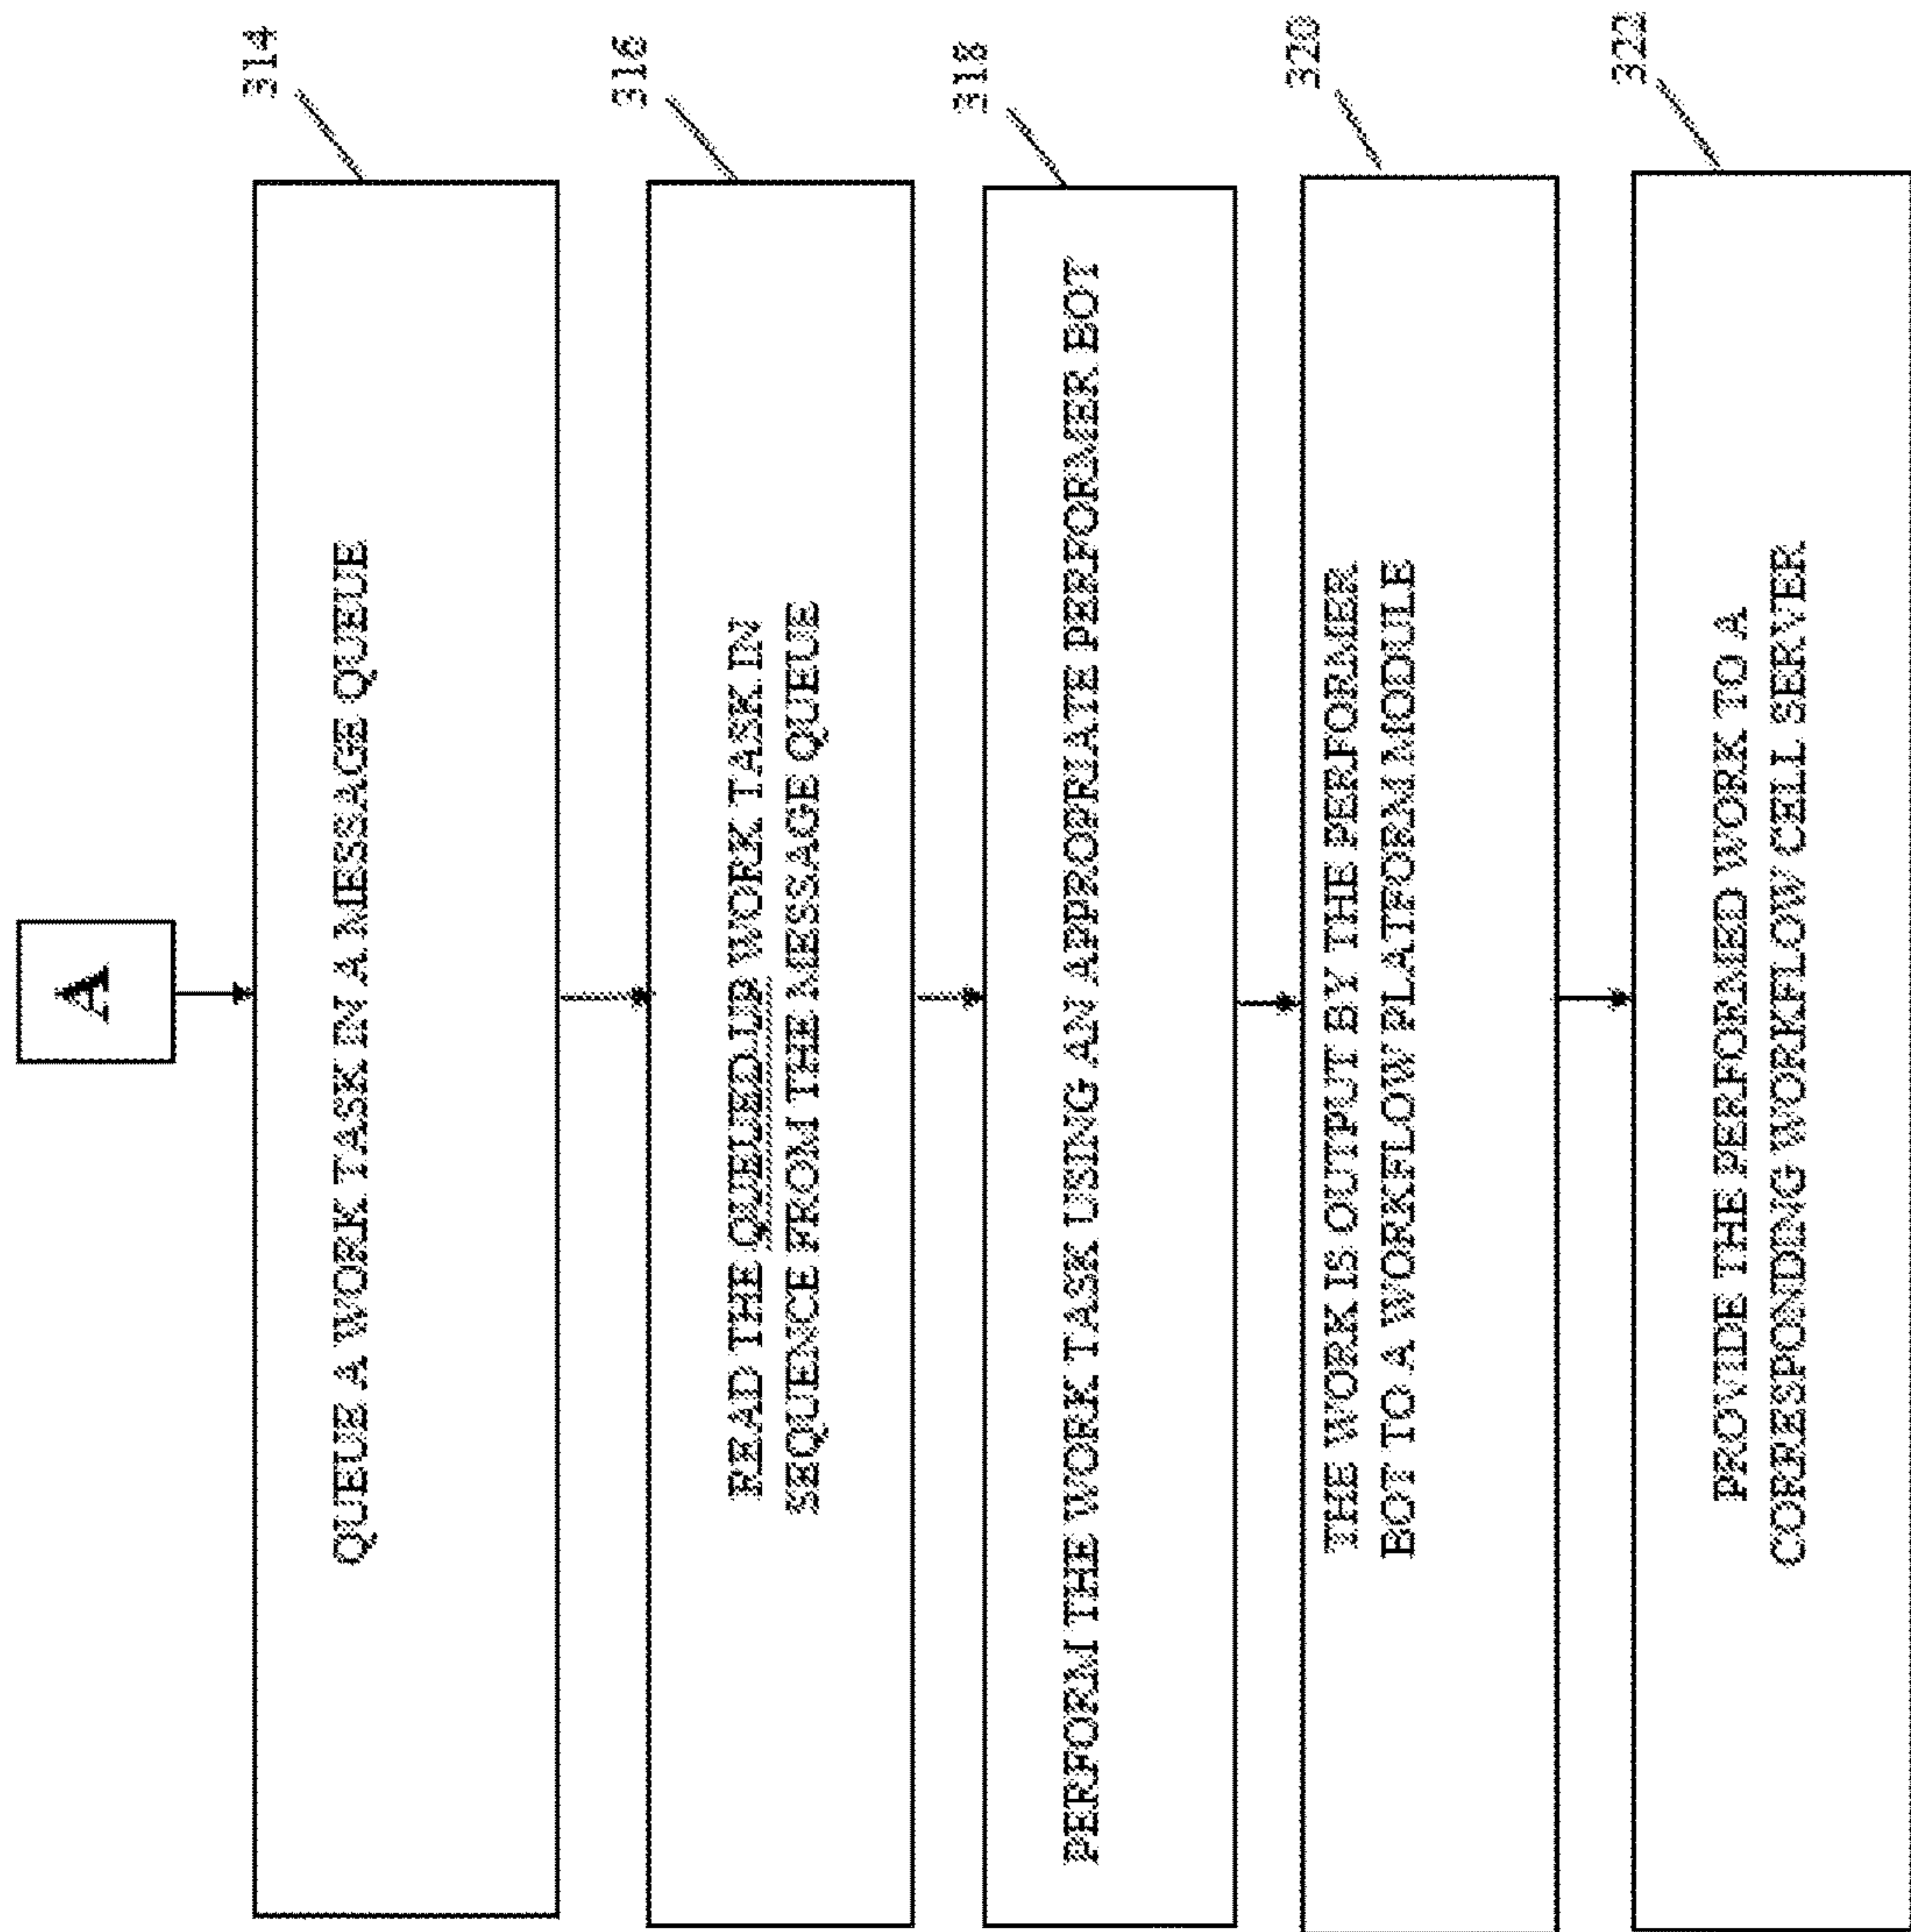 A
314
QUEUE A WORK TASK IN A MESSAGE QUEUE
316
READ THE QUEUED UP WORK TASK IN
SEQUENCE FROM THE MESSAGE QUEUE
318
PERFORM THE WORK TASK USING AN APPROPRIATE PERFORMER BOT
320
THE WORK IS OUTPUT BY THE PERFORMER
BOT TO A WORKFLOW PLATFORM MODULE
322
PROVIDE THE PERFORMED WORK TO A
CORRESPONDING WORKFLOW CELL SERVER